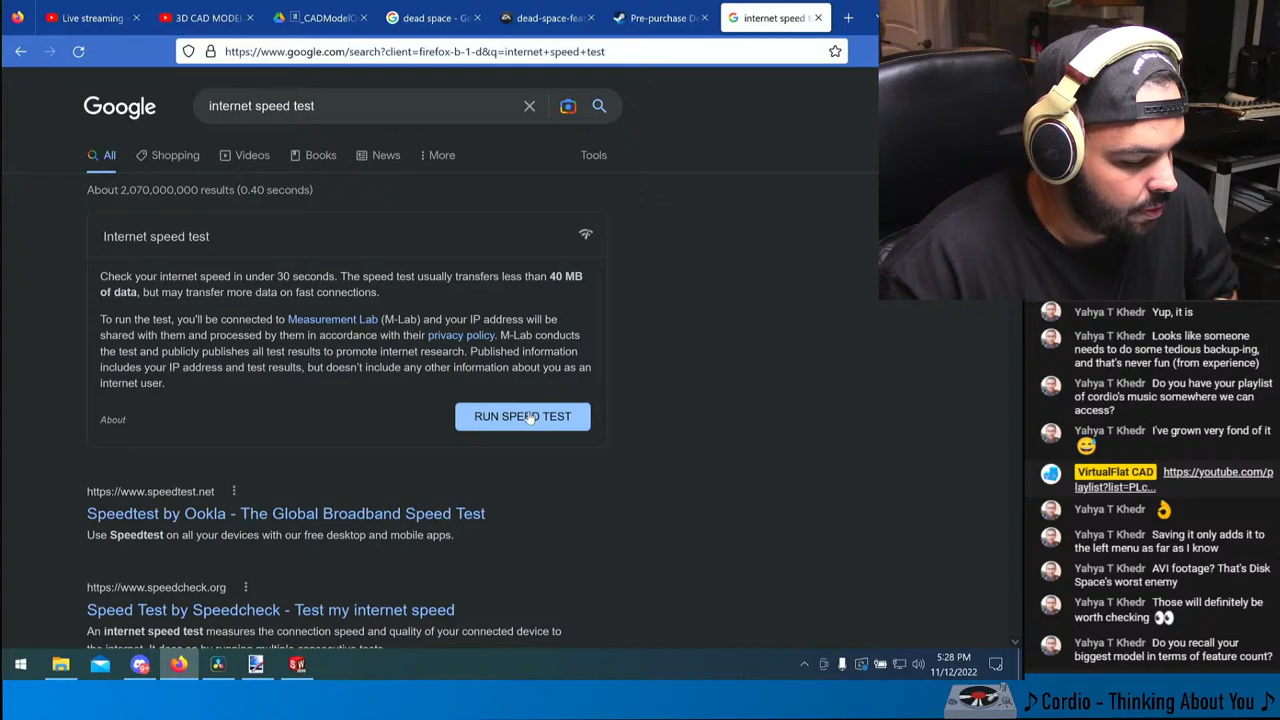 Live streaming
3D CAD MODEL
_CADModelC
dead space - Go
dead-space-feat
Pre-purchase De
internet speed t
https://www.google.com/search?client=firefox-b-1-d&q=internet+speed+test
Google
internet speed test
All
Shopping
Videos
Books
News
More
Tools
About 2,070,000,000 results (0.40 seconds)
Internet speed test
Check your internet speed in under 30 seconds. The speed test usually transfers less than 40 MB
of data, but may transfer more data on fast connections.
To run the test, you'll be connected to Measurement Lab (M-Lab) and your IP address will be
shared with them and processed by them in accordance with their privacy policy. M-Lab conducts
the test and publicly publishes all test results to promote internet research. Published information
includes your IP address and test results, but doesn't include any other information about you as an
internet user.
About
RUN SPEED TEST
https://www.speedtest.net
Speedtest by Ookla - The Global Broadband Speed Test
Use Speedtest on all your devices with our free desktop and mobile apps.
https://www.speedcheck.org
Speed Test by Speedcheck - Test my internet speed
An internet speed test measures the connection speed and quality of your connected device to
Yahya T Khedr Yup, it is
Yahya T Khedr Looks like someone
needs to do some tedious backup-ing,
and that's never fun (from experience)
Yahya T Khedr Do you have your playlist
of cordio's music somewhere we can
access?
Yahya T Khedr I've grown very fond of it
VirtualFlat CAD https://youtube.com/p
laylist?list=PLc...
Yahya T Khedr
Yahya T Khedr Saving it only adds it to
the left menu as far as I know
Yahya T Khedr AVI footage? That's Disk
Space's worst enemy
Yahya T Khedr Those will definitely be
worth checking
Yahya T Khedr Do you recall your
biggest model in terms of feature count?
5:28 PM
11/12/2022
♪ Cordio - Thinking About You ♪